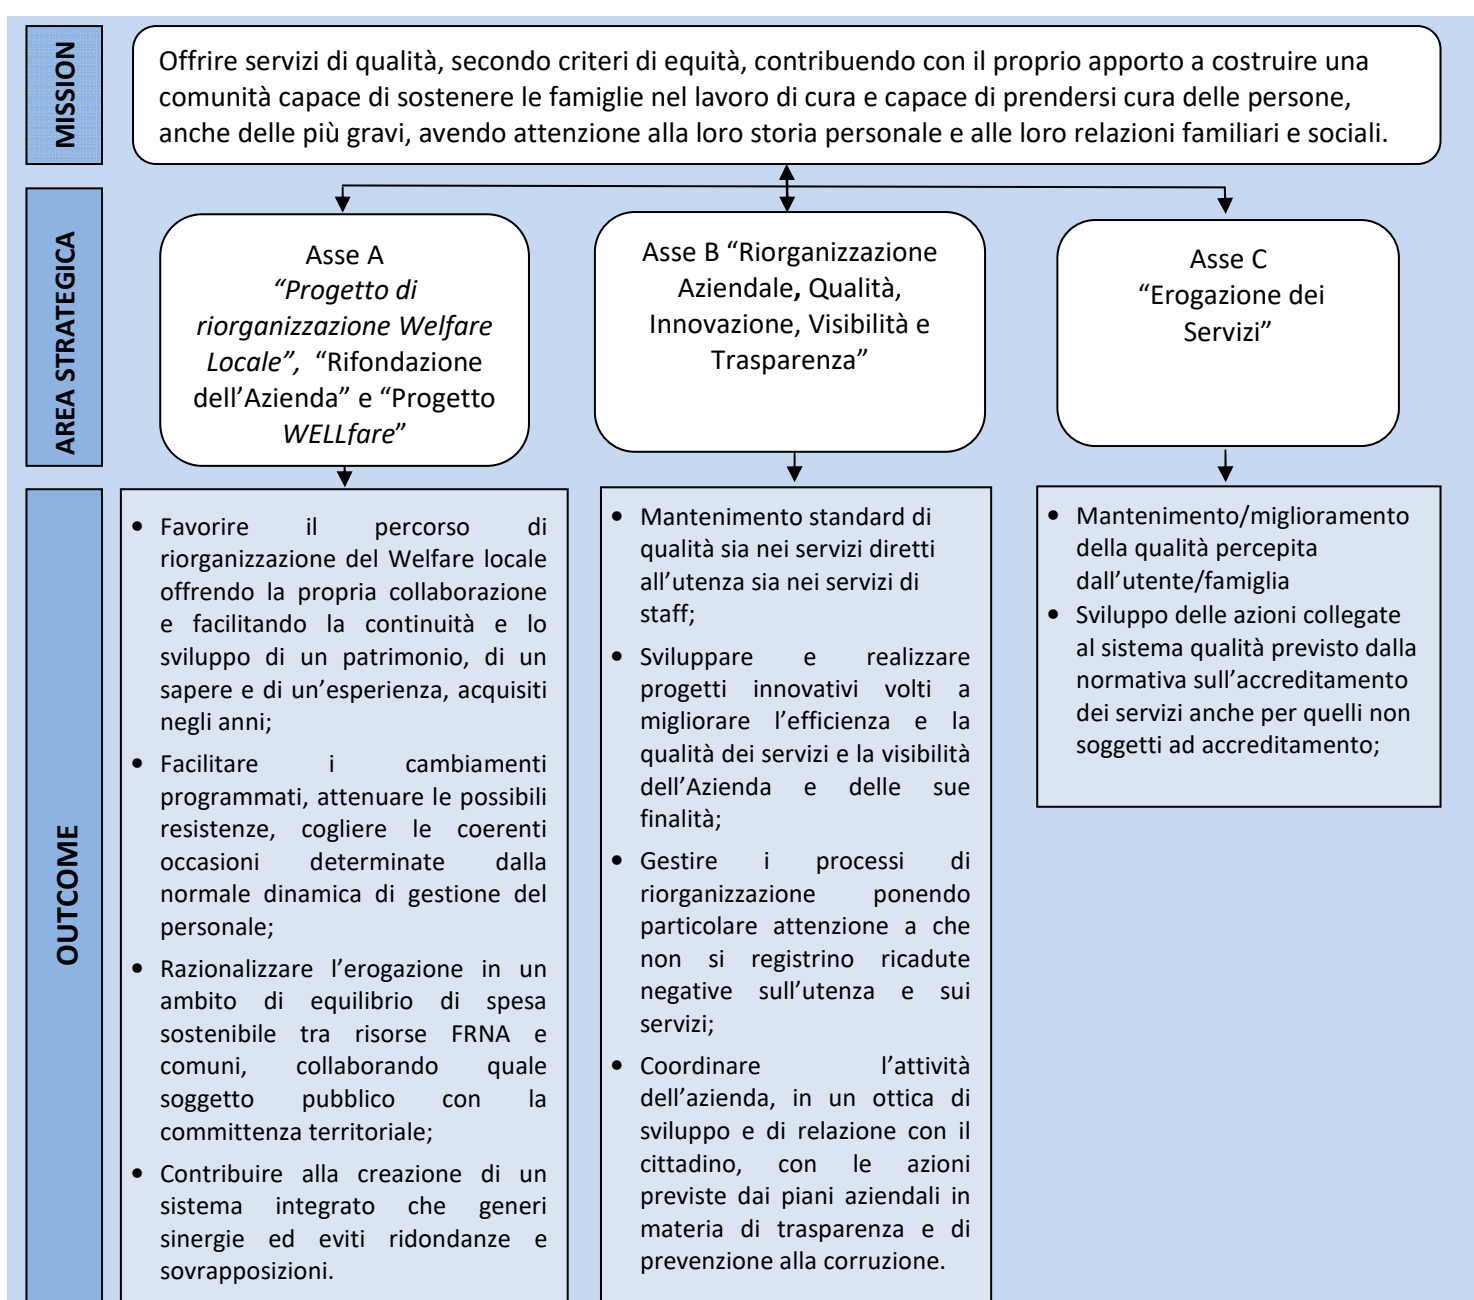 MISSION
Offrire servizi di qualità, secondo criteri di equità, contribuendo con il proprio apporto a costruire una
comunità capace di sostenere le famiglie nel lavoro di cura e capace di prendersi cura delle persone,
anche delle più gravi, avendo attenzione alla loro storia personale e alle loro relazioni familiari e sociali.
AREA STRATEGICA
Asse A
“Progetto di
riorganizzazione Welfare
Locale”, “Rifondazione
dell’Azienda” e “Progetto
WELLfare”
Asse B “Riorganizzazione
Aziendale, Qualità,
Innovazione, Visibilità e
Trasparenza”
Asse C
“Erogazione dei
Servizi”
OUTCOME
• Favorire il percorso di
riorganizzazione del Welfare locale
offrendo la propria collaborazione
e facilitando la continuità e lo
sviluppo di un patrimonio, di un
sapere e di un’esperienza, acquisiti
negli anni;
• Facilitare i cambiamenti
programmati, attenuare le possibili
resistenze, cogliere le coerenti
occasioni determinate dalla
normale dinamica di gestione del
personale;
• Razionalizzare l’erogazione in un
ambito di equilibrio di spesa
sostenibile tra risorse FRNA e
comuni, collaborando quale
soggetto pubblico con la
committenza territoriale;
• Contribuire alla creazione di un
sistema integrato che generi
sinergie ed eviti ridondanze e
sovrapposizioni.
• Mantenimento standard di
qualità sia nei servizi diretti
all’utenza sia nei servizi di
staff;
• Sviluppare e realizzare
progetti innovativi volti a
migliorare l’efficienza e la
qualità dei servizi e la visibilità
dell’Azienda e delle sue
finalità;
• Gestire i processi di
riorganizzazione ponendo
particolare attenzione a che
non si registrino ricadute
negative sull’utenza e sui
servizi;
• Coordinare l’attività
dell’azienda, in un ottica di
sviluppo e di relazione con il
cittadino, con le azioni
previste dai piani aziendali in
materia di trasparenza e di
prevenzione alla corruzione.
• Mantenimento/miglioramento
della qualità percepita
dall’utente/famiglia
• Sviluppo delle azioni collegate
al sistema qualità previsto dalla
normativa sull’accreditamento
dei servizi anche per quelli non
soggetti ad accreditamento;